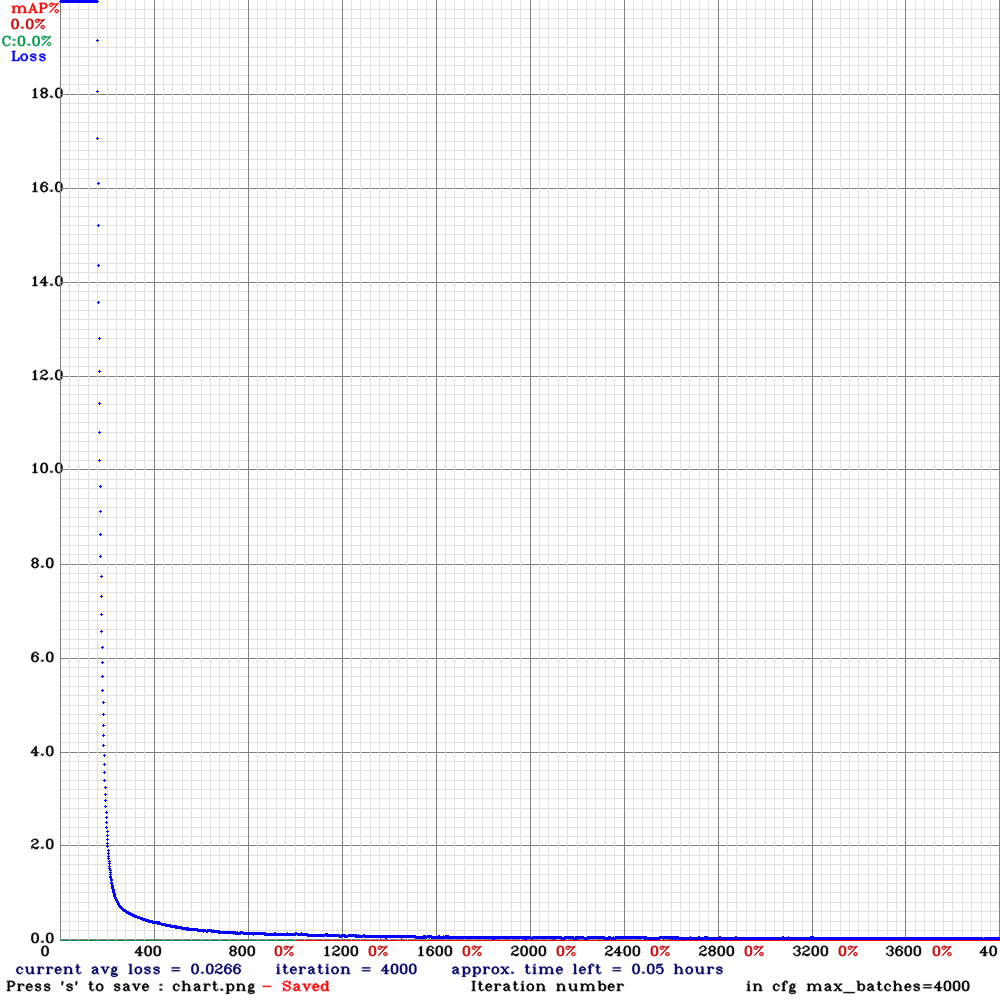 mAP%
0.0%
C:0.0%
Loss
18.0
16.0
14.0
12.0
10.0
8.0
6.0
4.0
2.0
0.0
0 400 800 0% 1200 0% 1600 0% 2000 0% 2400 0% 2800 0% 3200 0% 3600 0% 40
current avg loss = 0.0266 iteration = 4000 approx. time left = 0.05 hours
Press 's' to save : chart.png - Saved Iteration number in cfg max_batches=4000